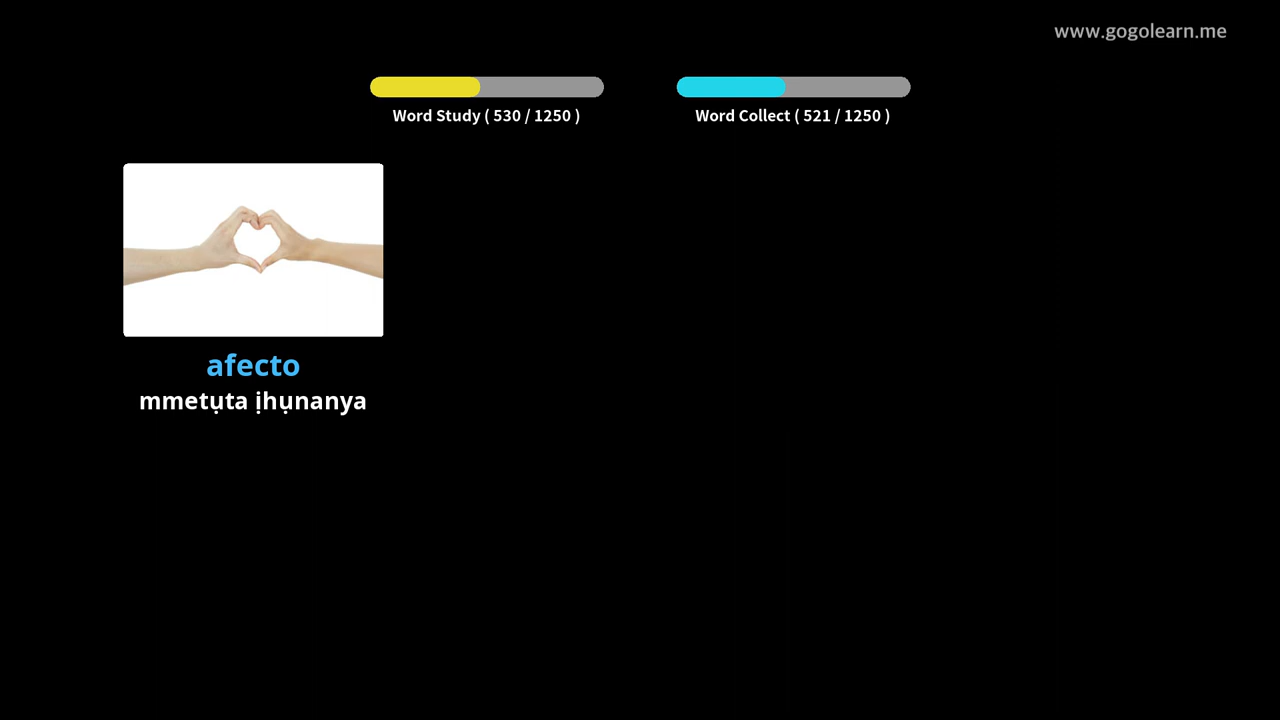 www.gogolearn.me
Word Study ( 530 / 1250 )
Word Collect ( 521 / 1250 )
afecto
mmetụta ịhụnanya